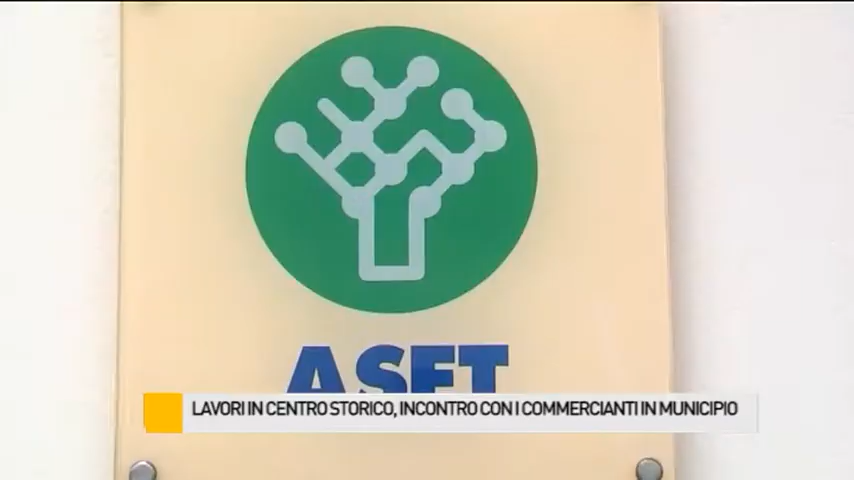 ASET
LAVORI IN CENTRO STORICO, INCONTRO CON I COMMERCIANTI IN MUNICIPIO